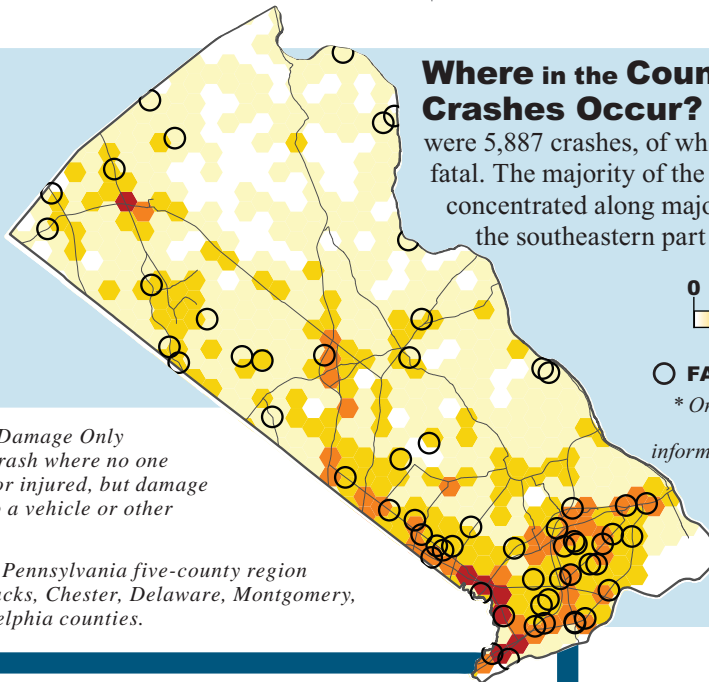 Where in the Coun
Crashes Occur?
were 5,887 crashes, of wh
fatal. The majority of the
concentrated along majo
the southeastern part
0
FA
* Or
inform
Damage Only
rash where no one
or injured, but damage
o a vehicle or other
Pennsylvania five-county region
ucks, Chester, Delaware, Montgomery,
delphia counties.